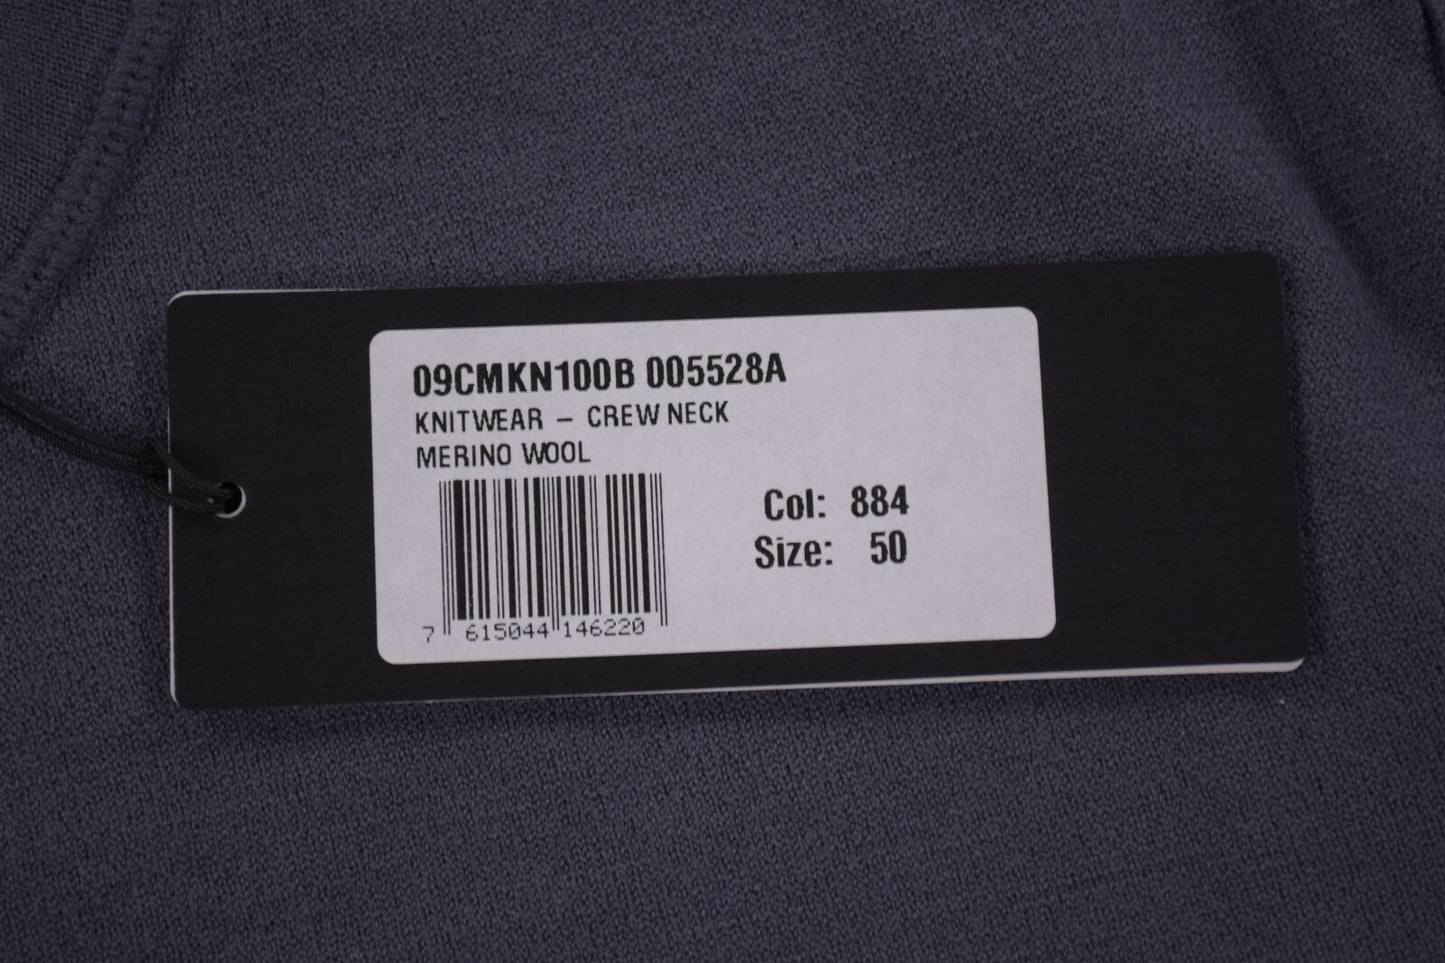 09CMKN100B 005528A
KNITWEAR – CREW NECK
MERINO WOOL
Col: 884
Size: 50
7 615044 146220